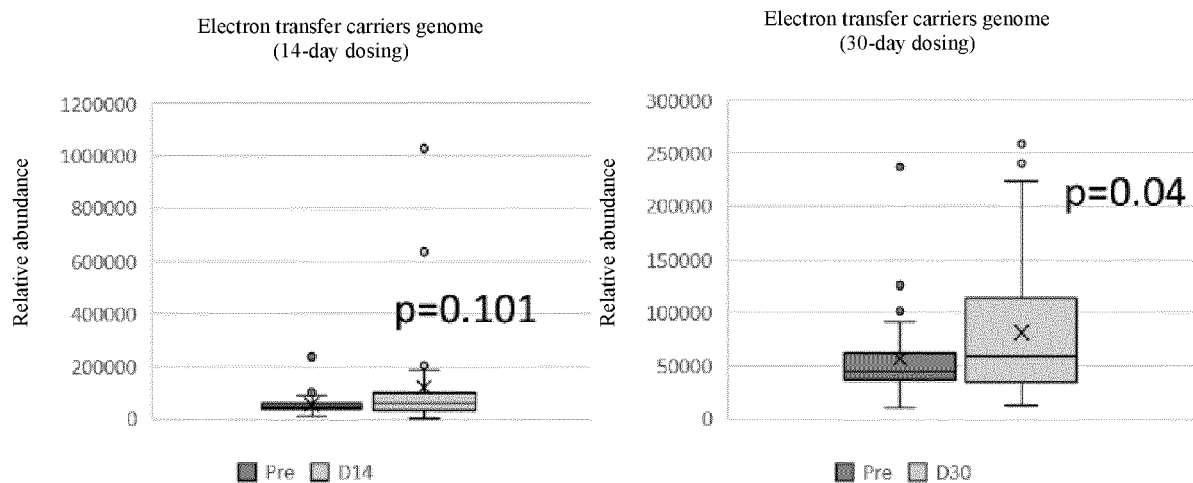 Electron transfer carriers genome
(14-day dosing)
Relative abundance
1200000
1000000
800000
600000
400000
200000
0
p=0.101
Pre D14
Electron transfer carriers genome
(30-day dosing)
Relative abundance
300000
250000
200000
150000
100000
50000
0
p=0.04
Pre D30